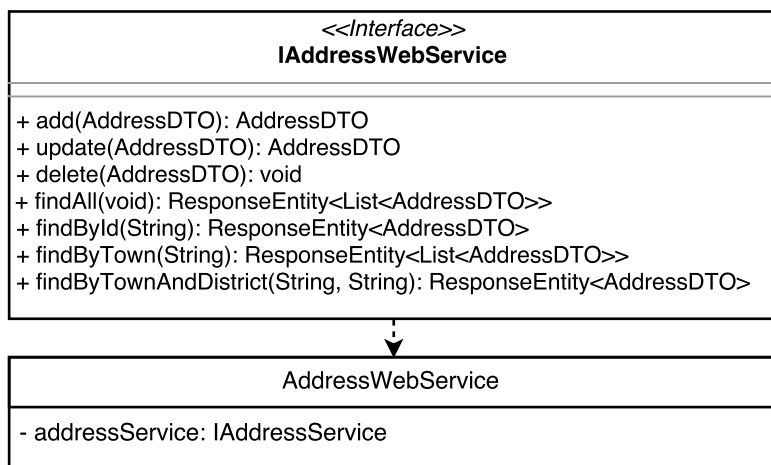 <<Interface>>
IAddressWebService
+ add(AddressDTO): AddressDTO
+ update(AddressDTO): AddressDTO
+ delete(AddressDTO): void
+ findAll(void): ResponseEntity<List<AddressDTO>>
+ findById(String): ResponseEntity<AddressDTO>
+ findByTown(String): ResponseEntity<List<AddressDTO>>
+ findByTownAndDistrict(String, String): ResponseEntity<AddressDTO>
AddressWebService
- addressService: IAddressService